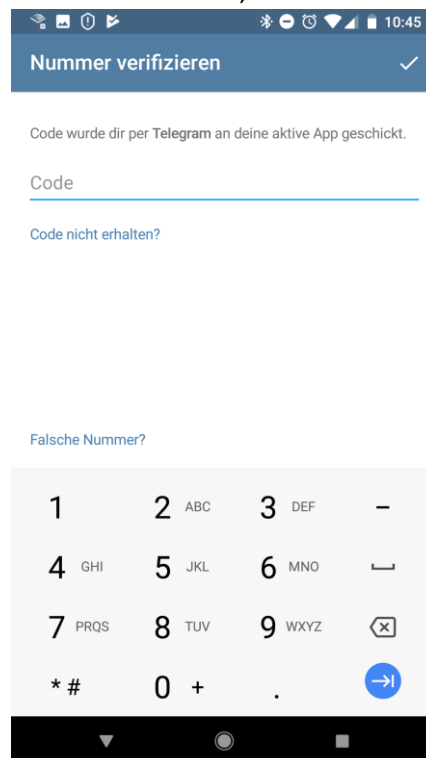 10:45
Nummer verifizieren
Code wurde dir per Telegram an deine aktive App geschickt.
Code
Code nicht erhalten?
Falsche Nummer?
1 2 ABC 3 DEF –
4 GHI 5 JKL 6 MNO
7 PRQS 8 TUV 9 WXYZ
* # 0 + .